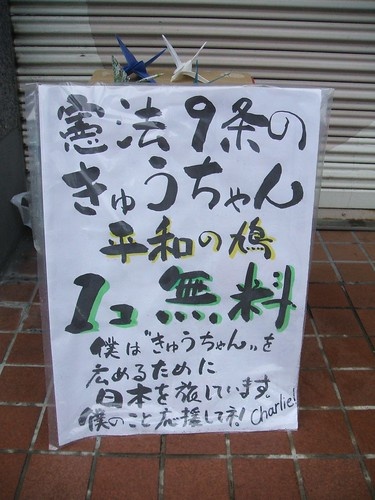 憲法9条の
きゅうちゃん
平和の鳩
1コ無料
僕は"きゅうちゃん"を
広めるために
日本を旅しています。
僕のこと応援してネ! Charlie!